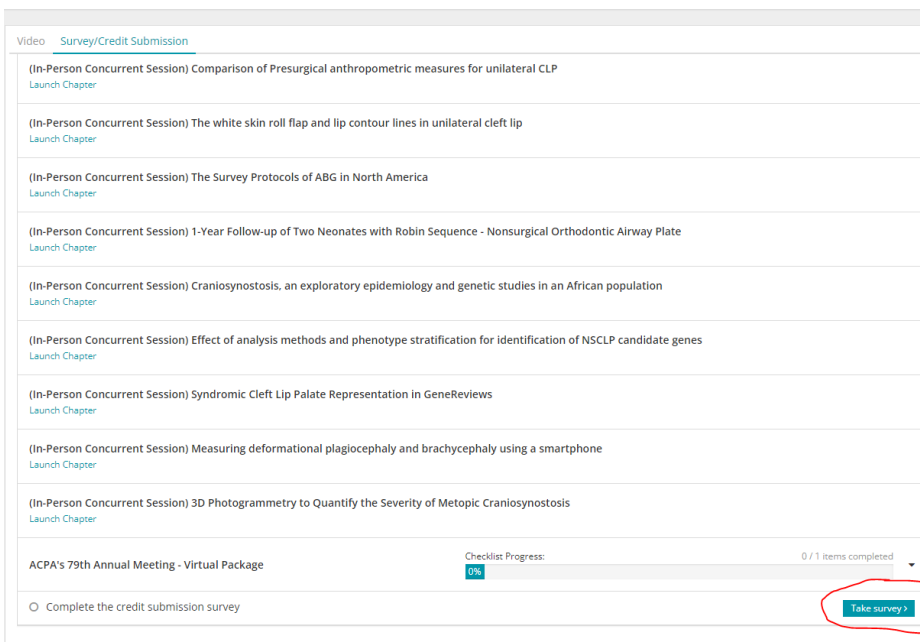 Video Survey/Credit Submission
(In-Person Concurrent Session) Comparison of Presurgical anthropometric measures for unilateral CLP
Launch Chapter
(In-Person Concurrent Session) The white skin roll flap and lip contour lines in unilateral cleft lip
Launch Chapter
(In-Person Concurrent Session) The Survey Protocols of ABG in North America
Launch Chapter
(In-Person Concurrent Session) 1-Year Follow-up of Two Neonates with Robin Sequence - Nonsurgical Orthodontic Airway Plate
Launch Chapter
(In-Person Concurrent Session) Craniosynostosis, an exploratory epidemiology and genetic studies in an African population
Launch Chapter
(In-Person Concurrent Session) Effect of analysis methods and phenotype stratification for identification of NSCLP candidate genes
Launch Chapter
(In-Person Concurrent Session) Syndromic Cleft Lip Palate Representation in GeneReviews
Launch Chapter
(In-Person Concurrent Session) Measuring deformational plagiocephaly and brachycephaly using a smartphone
Launch Chapter
(In-Person Concurrent Session) 3D Photogrammetry to Quantify the Severity of Metopic Craniosynostosis
Launch Chapter
ACPA's 79th Annual Meeting - Virtual Package
Checklist Progress: 0 / 1 items completed
0%
Complete the credit submission survey
Take survey ›